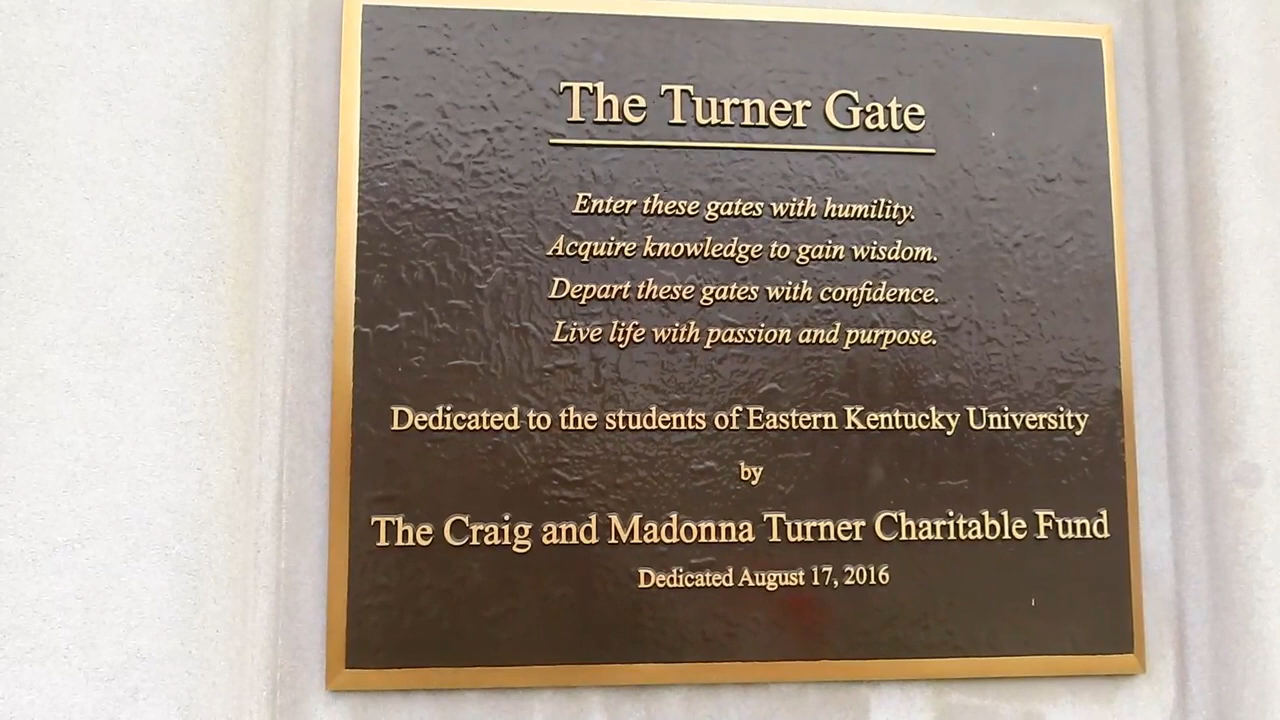 The Turner Gate
Enter these gates with humility.
Acquire knowledge to gain wisdom.
Depart these gates with confidence.
Live life with passion and purpose.
Dedicated to the students of Eastern Kentucky University
by
The Craig and Madonna Turner Charitable Fund
Dedicated August 17, 2016